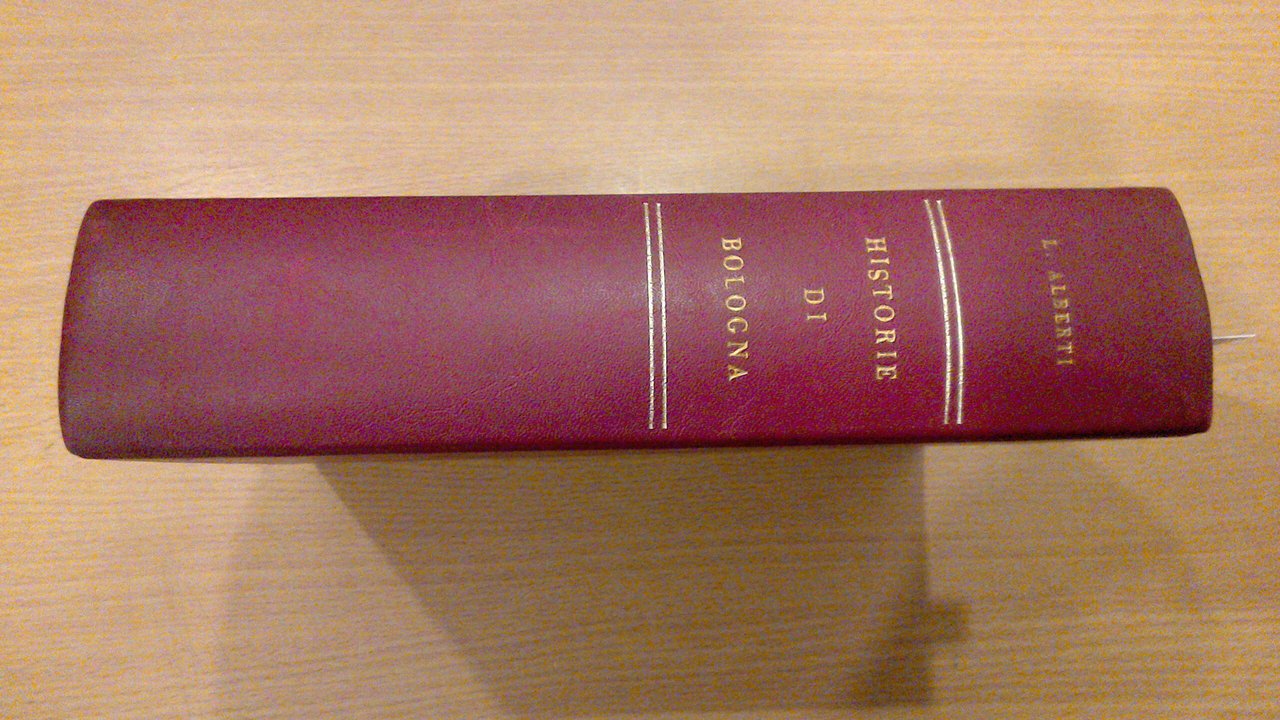 L. ALBERTI
HISTORIE
DI
BOLOGNA